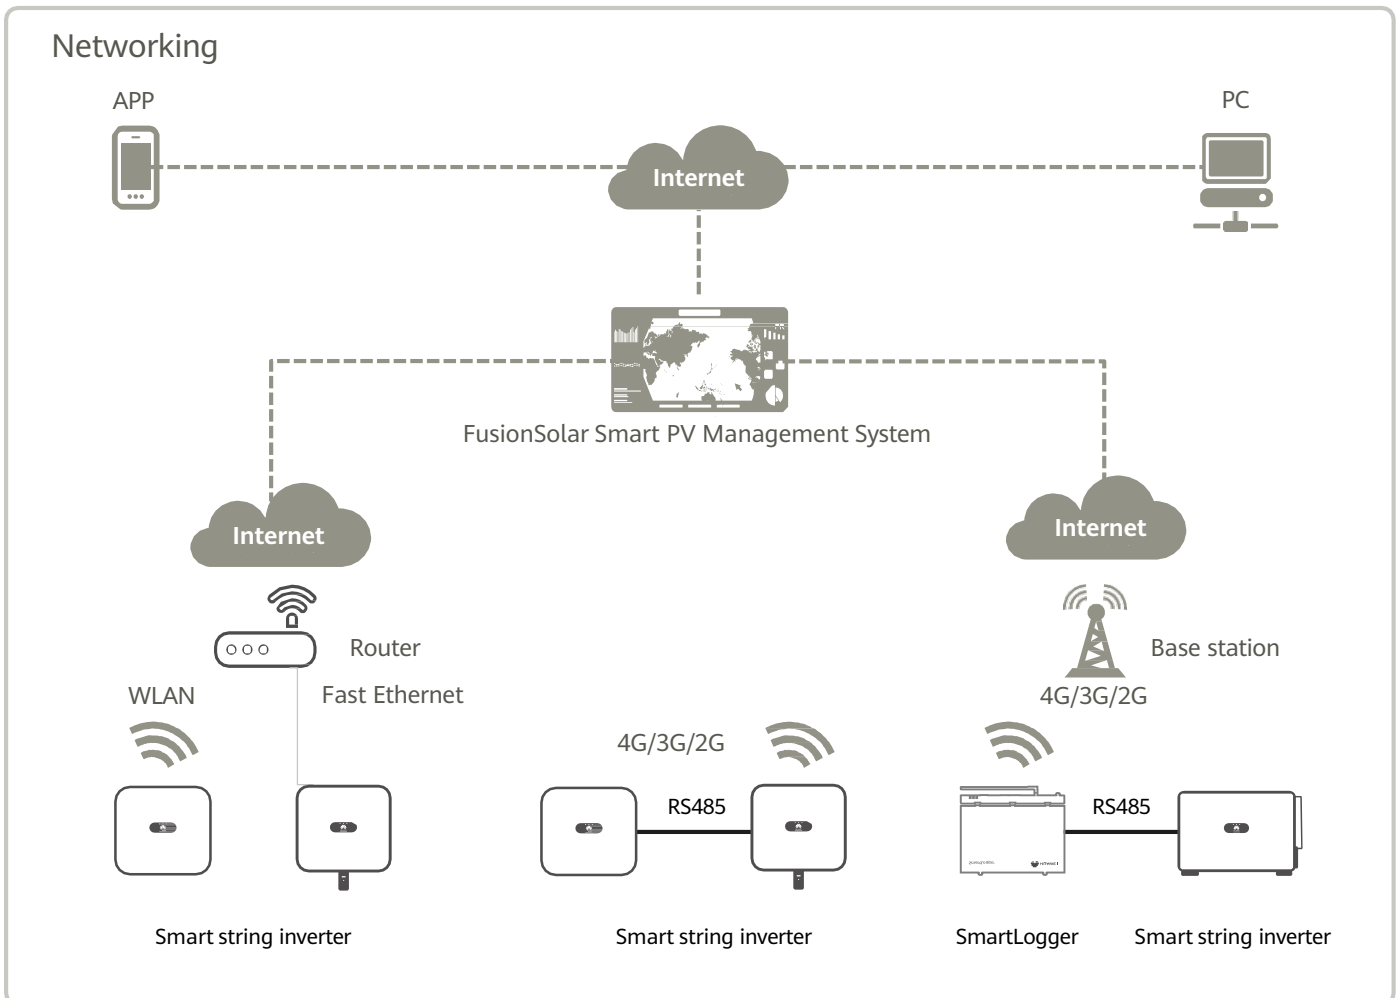 Networking
APP
PC
Internet
FusionSolar Smart PV Management System
Internet
Internet
Router
Base station
WLAN
Fast Ethernet
4G/3G/2G
4G/3G/2G
RS485
RS485
Smart string inverter
Smart string inverter
SmartLogger
Smart string inverter